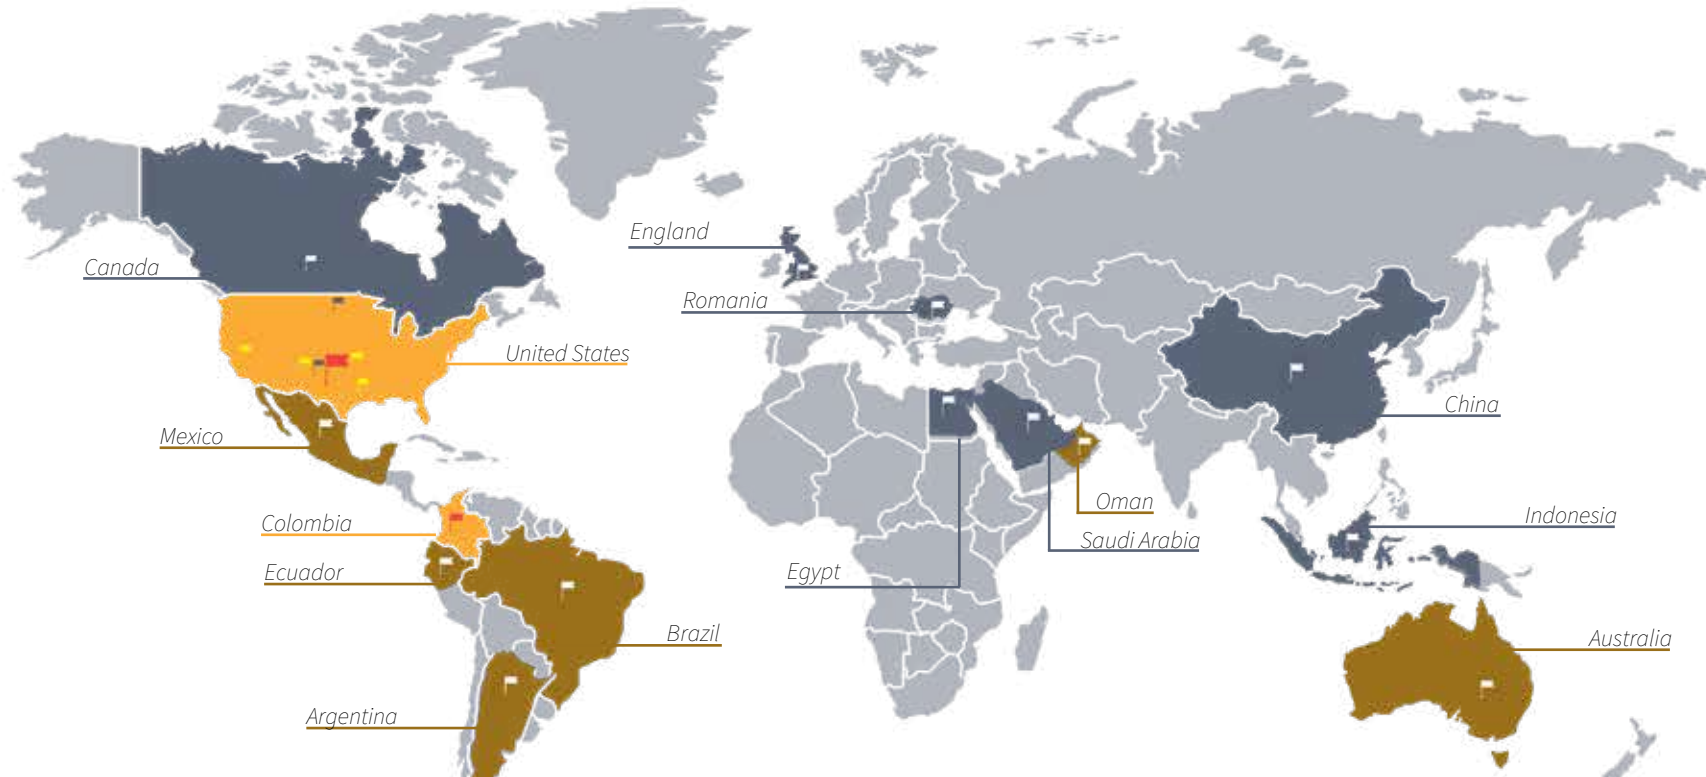 England
Canada
Romania
United States
China
Mexico
Oman
Indonesia
Colombia
Saudi Arabia
Ecuador
Egypt
Brazil
Australia
Argentina